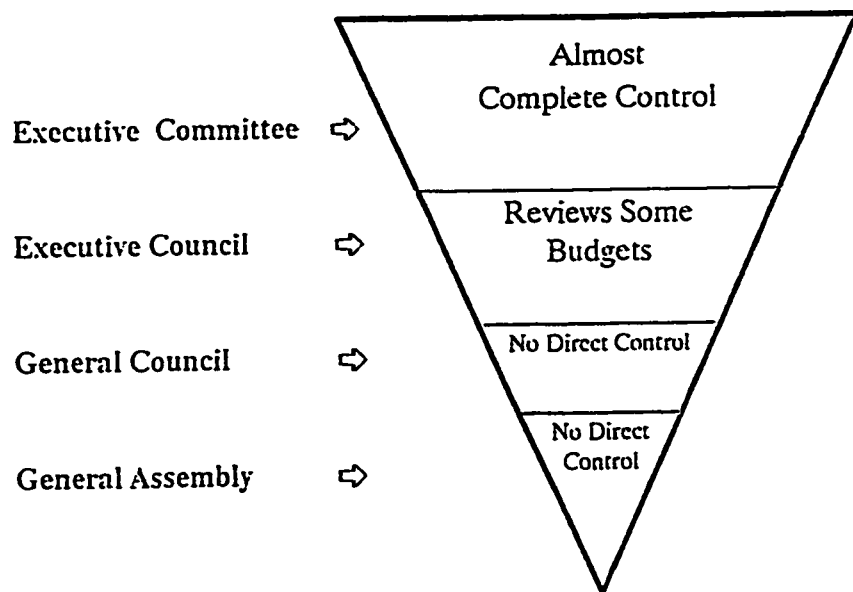 Almost
Complete Control
Executive Committee
Reviews Some
Budgets
Executive Council
No Direct Control
General Council
No Direct
Control
General Assembly